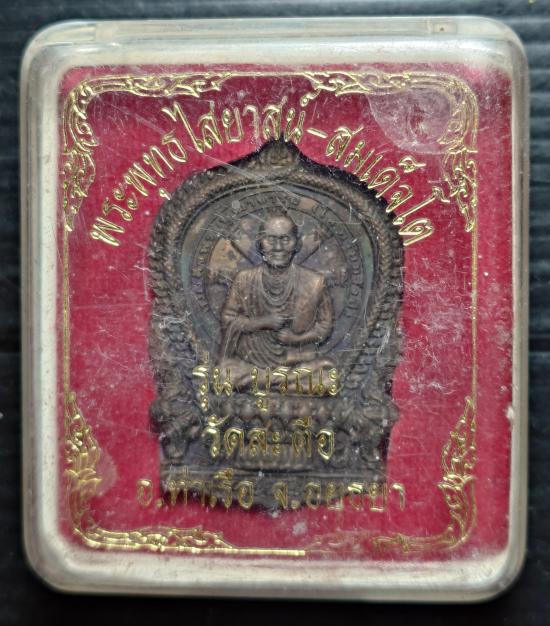 พระพุทธไสยาสน์-สมเด็จโต
รุ่น บูรณะ
วัดสะตือ
อ.ท่าเรือ จ.อยุธยา